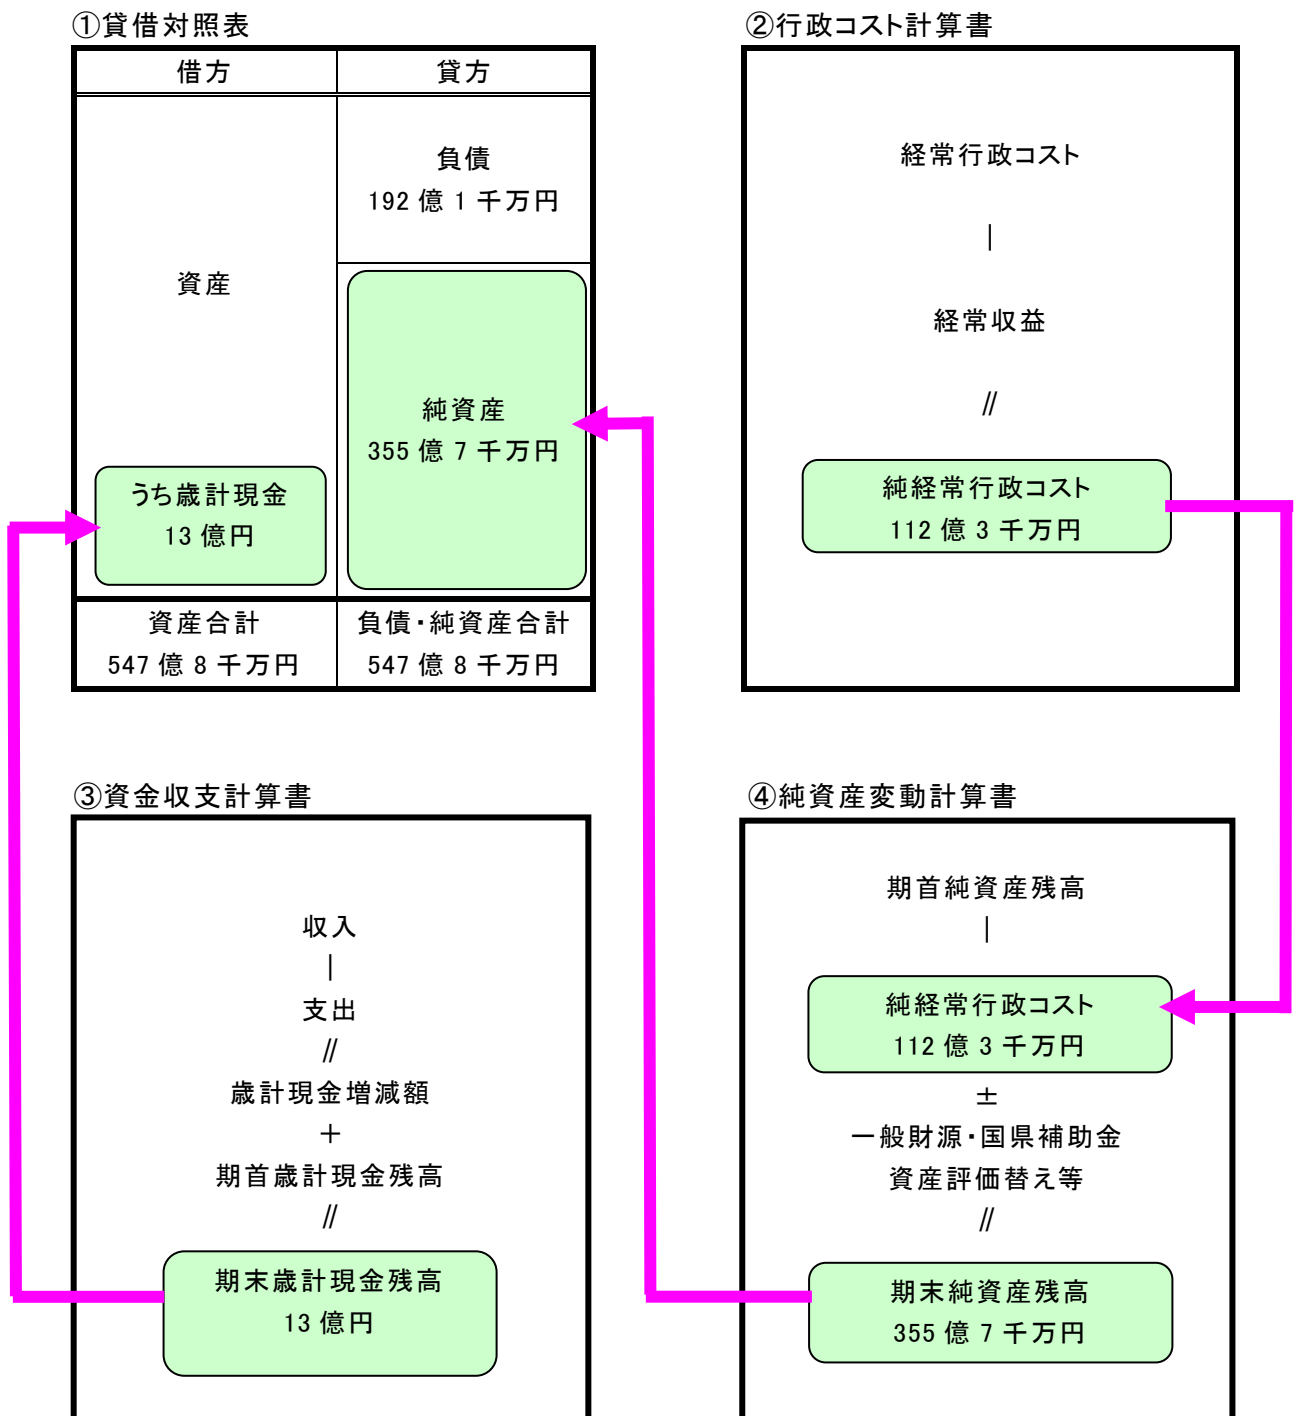 ①貸借対照表
借方
貸方
資産
負債
192 億 1 千万円
純資産
355 億 7 千万円
うち歳計現金
13 億円
資産合計
547 億 8 千万円
負債・純資産合計
547 億 8 千万円
②行政コスト計算書
経常行政コスト
|
経常収益
//
純経常行政コスト
112 億 3 千万円
③資金収支計算書
収入
|
支出
//
歳計現金増減額
＋
期首歳計現金残高
//
期末歳計現金残高
13 億円
④純資産変動計算書
期首純資産残高
|
純経常行政コスト
112 億 3 千万円
±
一般財源・国県補助金
資産評価替え等
//
期末純資産残高
355 億 7 千万円